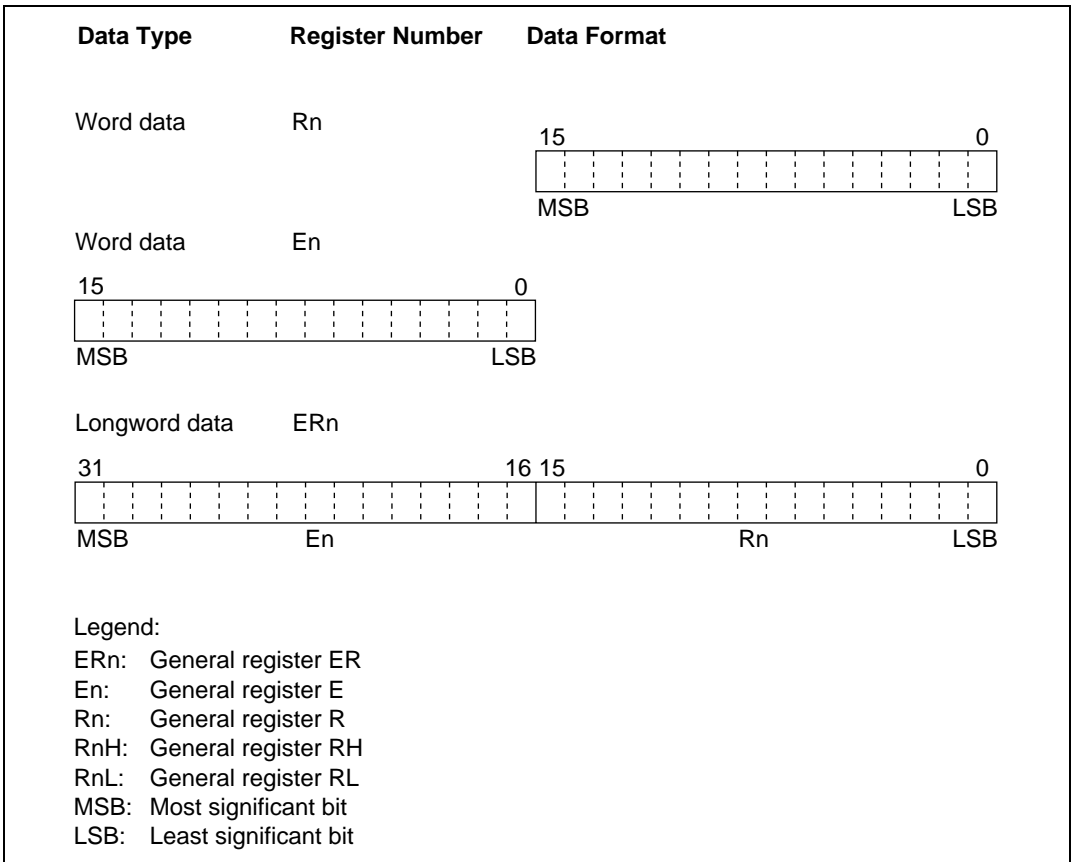 Data Type Register Number Data Format
Word data Rn
15 0
MSB LSB
Word data En
15 0
MSB LSB
Longword data ERn
31 16 15 0
MSB En Rn LSB
Legend:
ERn: General register ER
En: General register E
Rn: General register R
RnH: General register RH
RnL: General register RL
MSB: Most significant bit
LSB: Least significant bit